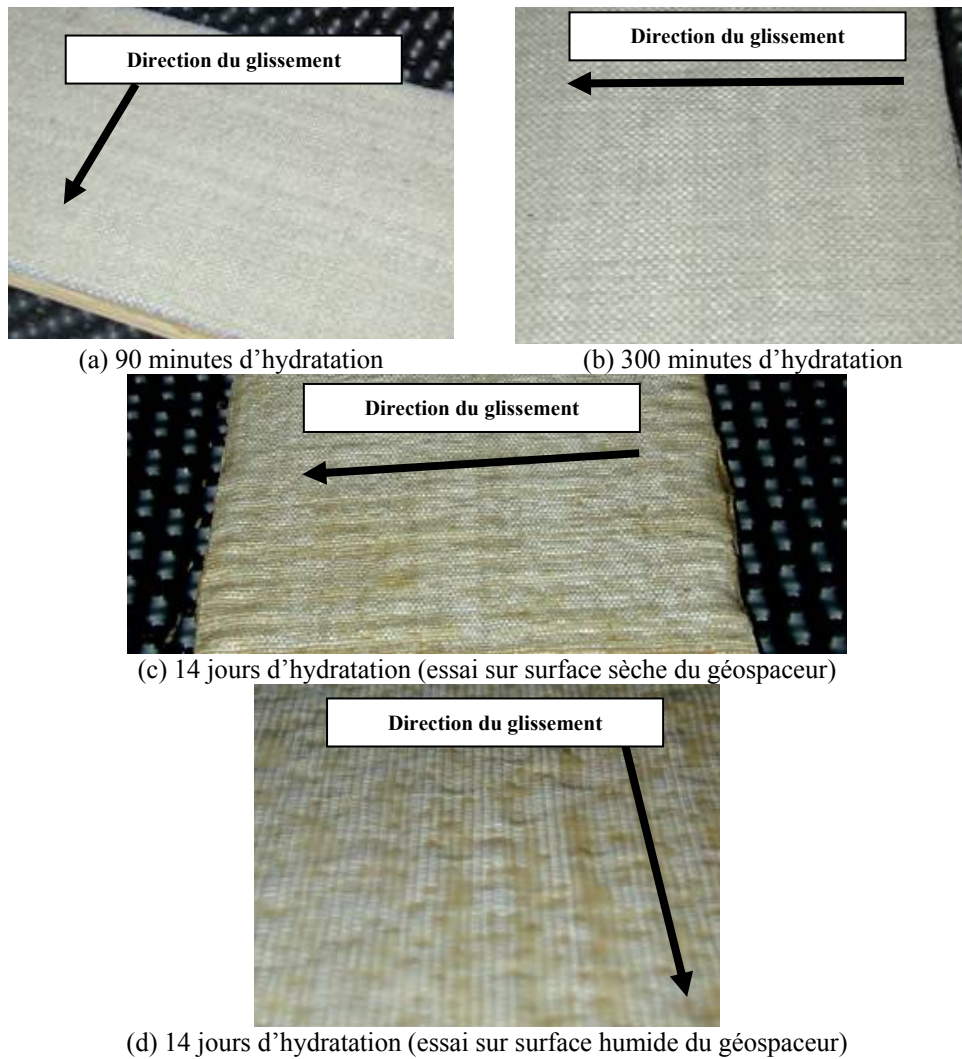 Direction du glissement
Direction du glissement
(a) 90 minutes d’hydratation
(b) 300 minutes d’hydratation
Direction du glissement
(c) 14 jours d’hydratation (essai sur surface sèche du géospaceur)
Direction du glissement
(d) 14 jours d’hydratation (essai sur surface humide du géospaceur)